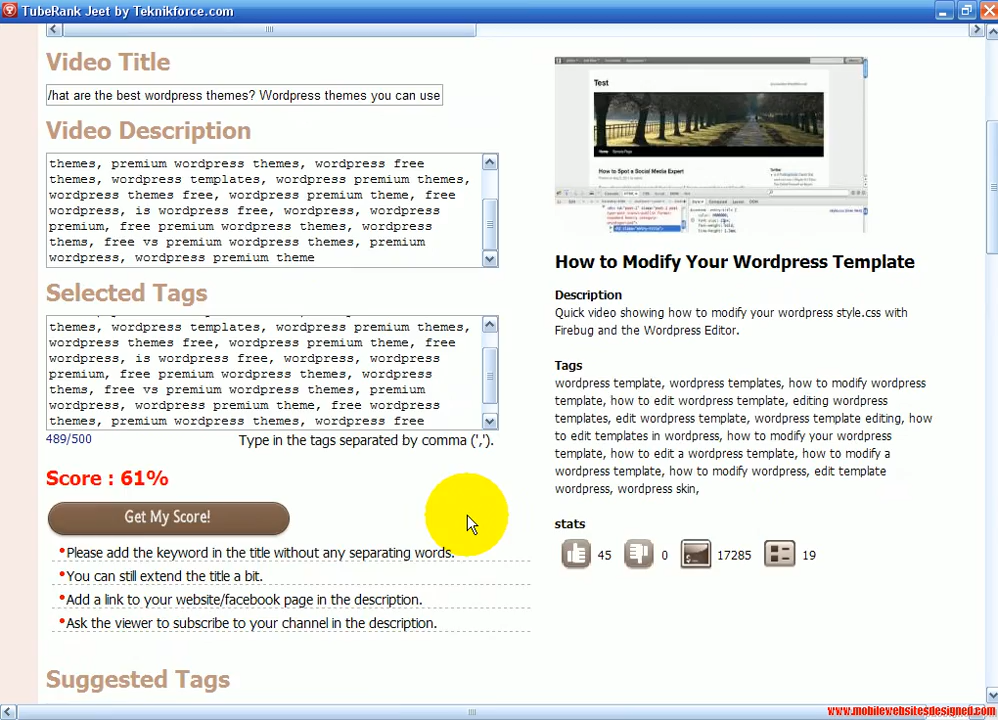 TubeRank Jeet by Teknikforce.com
Video Title
/hat are the best wordpress themes? Wordpress themes you can use
Video Description
themes, premium wordpress themes, wordpress free
themes, wordpress templates, wordpress premium themes,
wordpress themes free, wordpress premium theme, free
wordpress, is wordpress free, wordpress, wordpress
premium, free premium wordpress themes, wordpress
thems, free vs premium wordpress themes, premium
wordpress, wordpress premium theme
Selected Tags
themes, wordpress templates, wordpress premium themes,
wordpress themes free, wordpress premium theme, free
wordpress, is wordpress free, wordpress, wordpress
premium, free premium wordpress themes, wordpress
thems, free vs premium wordpress themes, premium
wordpress, wordpress premium theme, free wordpress
themes, premium wordpress themes, wordpress free
489/500
Type in the tags separated by comma (',').
Score : 61%
Get My Score!
•Please add the keyword in the title without any separating words.
•You can still extend the title a bit.
•Add a link to your website/facebook page in the description.
•Ask the viewer to subscribe to your channel in the description.
Suggested Tags
Test
How to Spot a Social Media Expert
How to Modify Your Wordpress Template
Description
Quick video showing how to modify your wordpress style.css with
Firebug and the Wordpress Editor.
Tags
wordpress template, wordpress templates, how to modify wordpress
template, how to edit wordpress template, editing wordpress
templates, edit wordpress template, wordpress template editing, how
to edit templates in wordpress, how to modify your wordpress
template, how to edit a wordpress template, how to modify a
wordpress template, how to modify wordpress, edit template
wordpress, wordpress skin,
stats
45
0
17285
19
www.mobilewebsitesdesigned.com